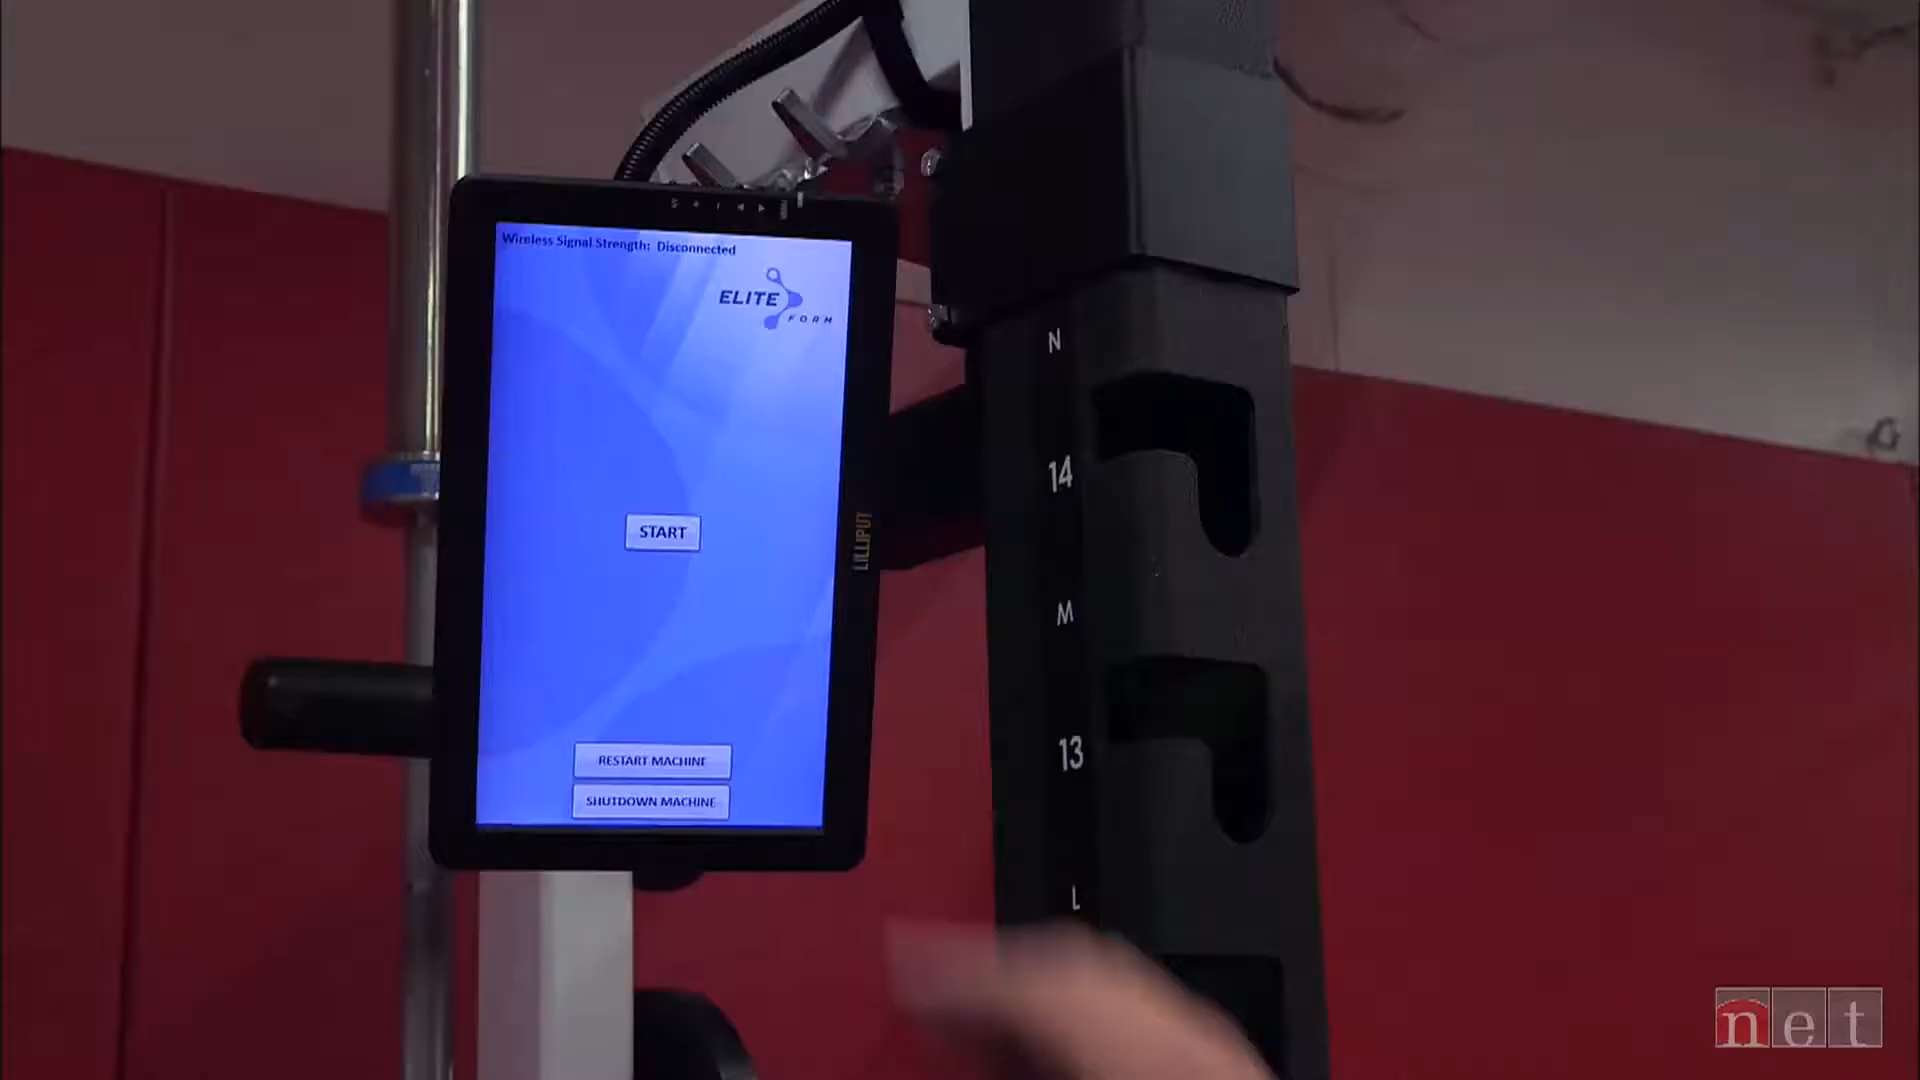 Wireless Signal Strength: Disconnected
ELITE
FORM
START
RESTART MACHINE
SHUTDOWN MACHINE
LILLIPUT
N
14
M
13
L
net